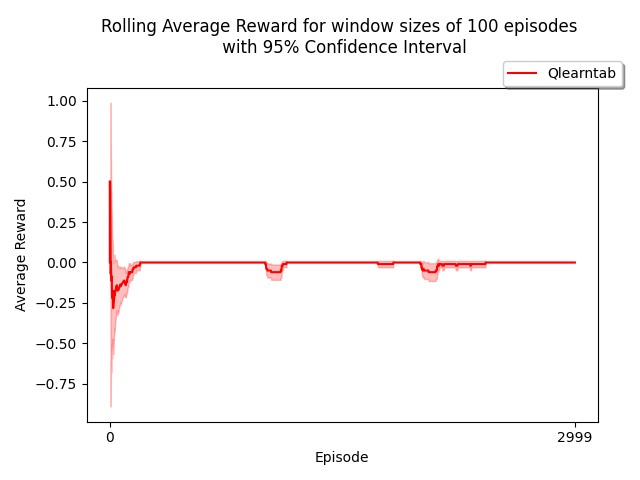 Rolling Average Reward for window sizes of 100 episodes
with 95% Confidence Interval
Qlearntab
1.00
0.75
0.50
0.25
0.00
−0.25
−0.50
−0.75
Average Reward
0
2999
Episode